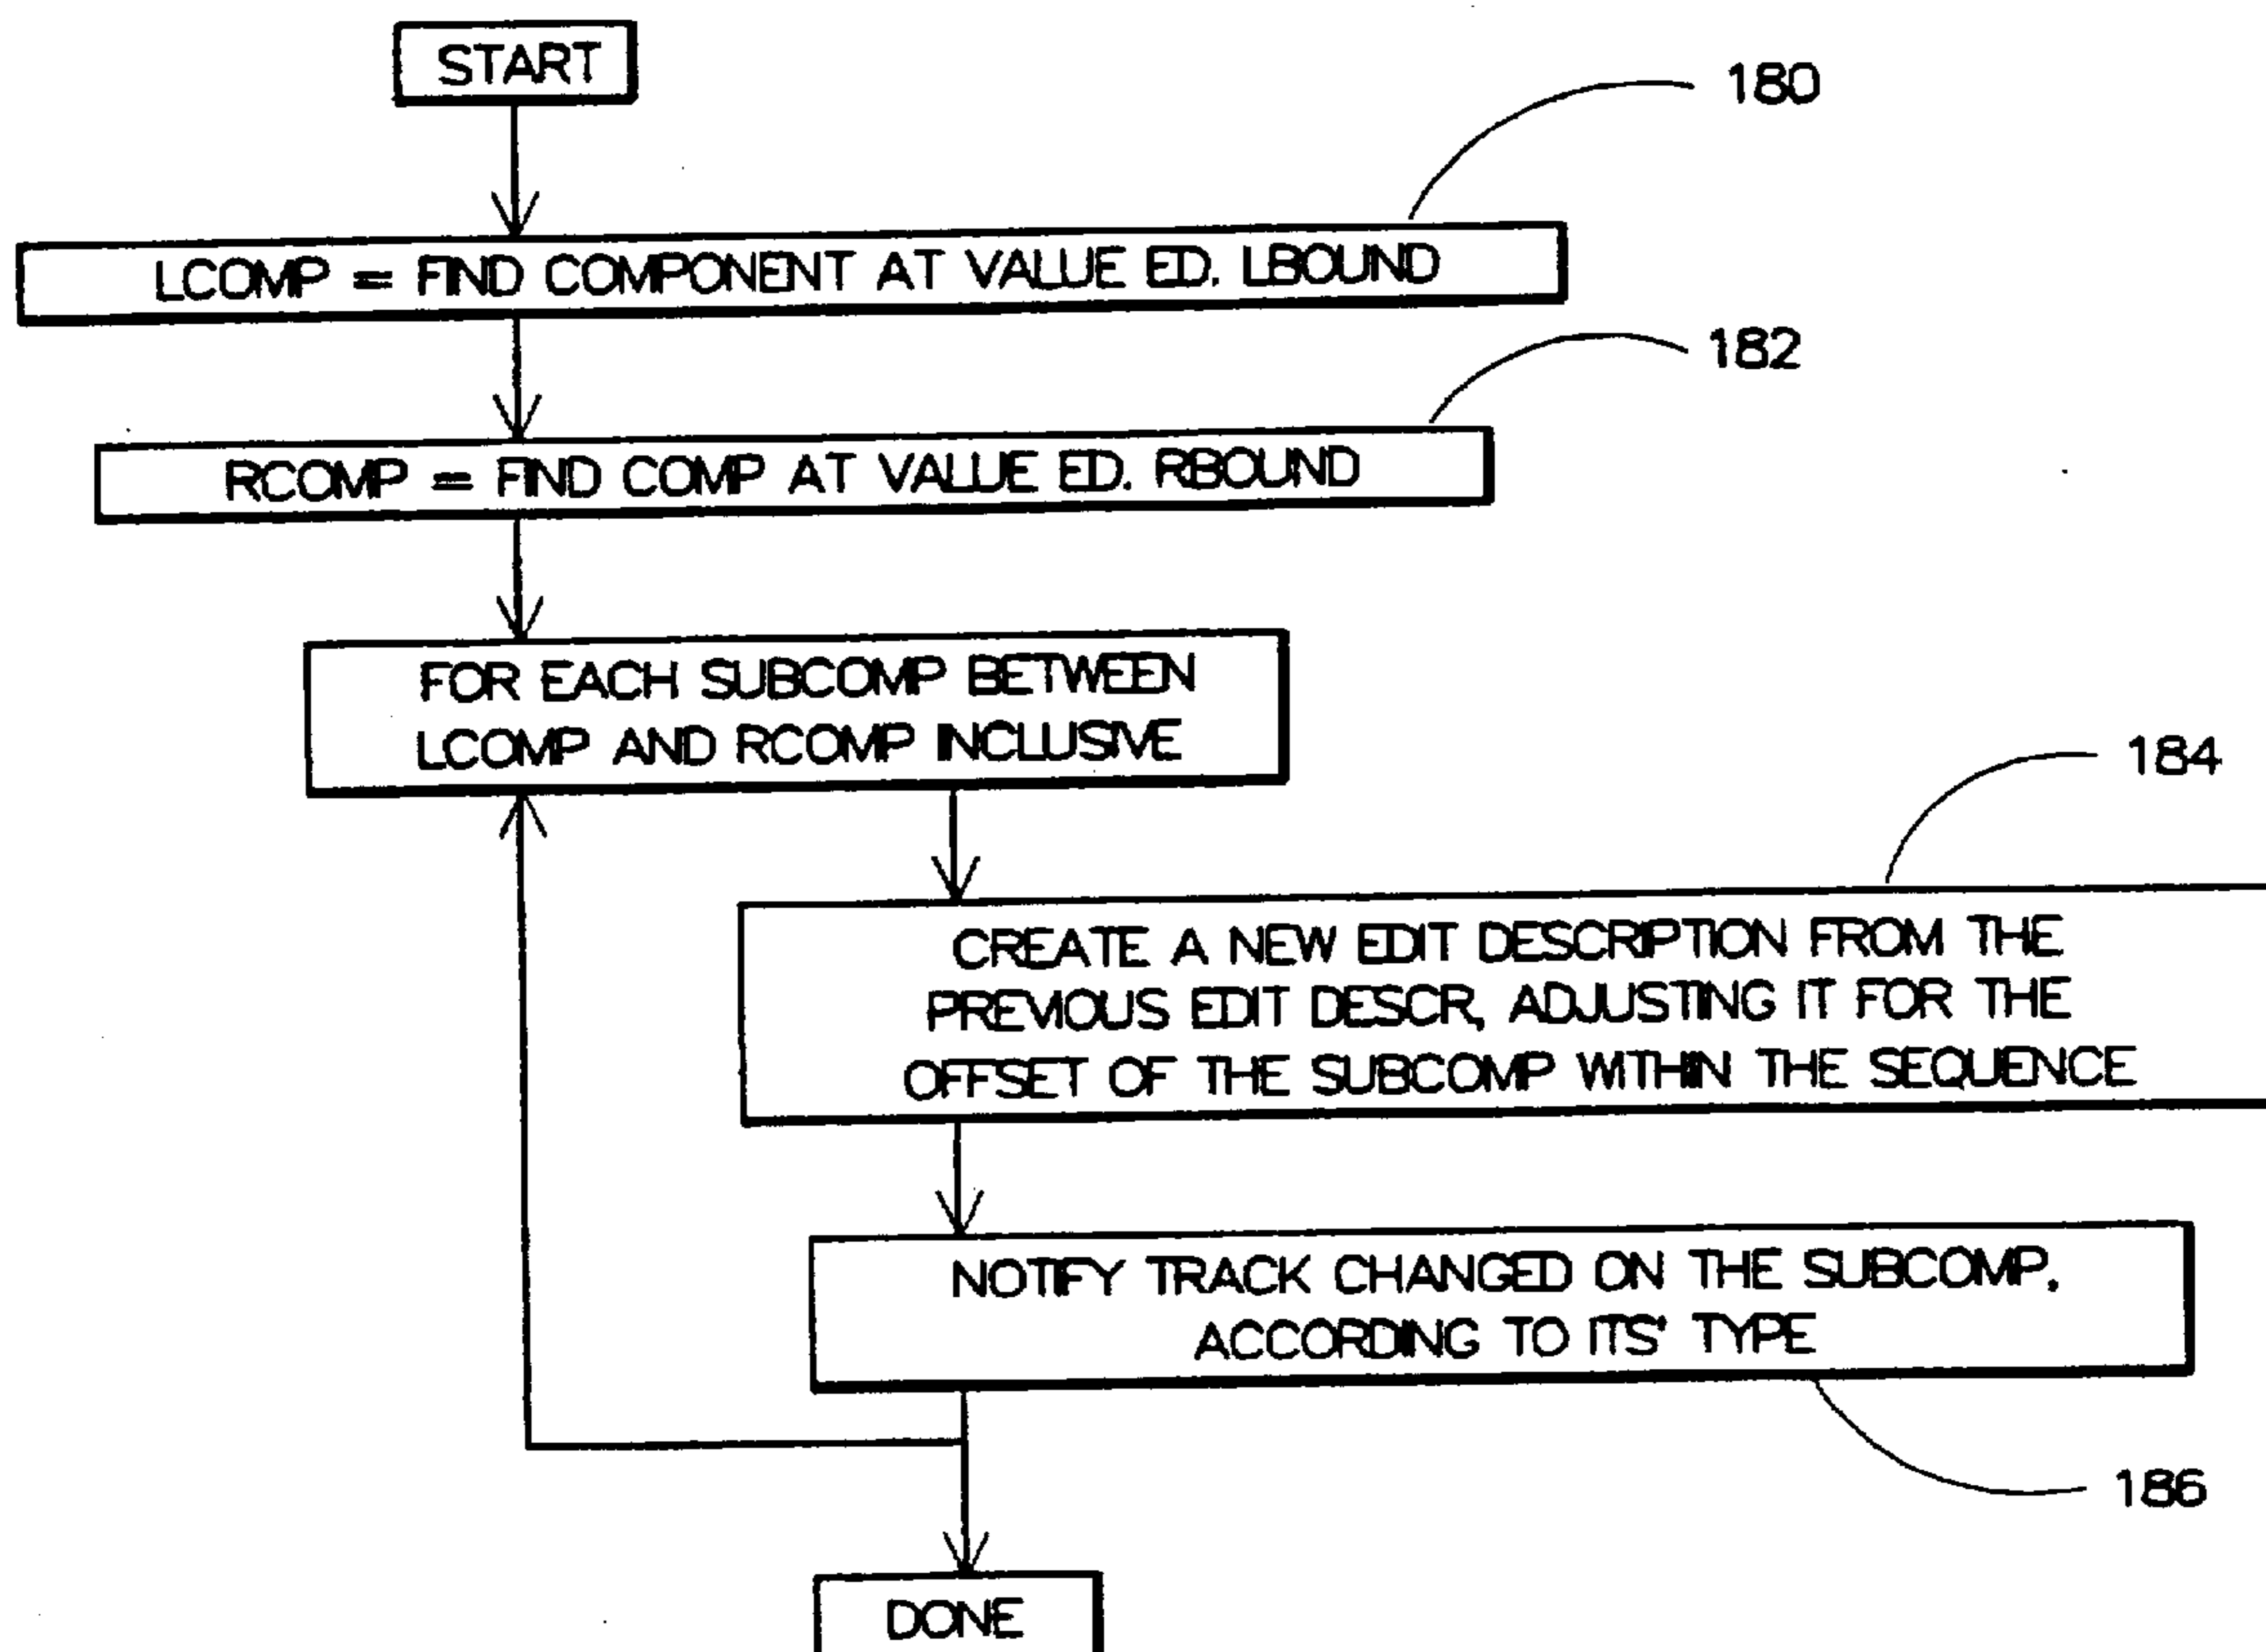 START
180
LCOMP = FIND COMPONENT AT VALUE ED. LBOUND
182
RCOMP = FIND COMP AT VALUE ED. RBOUND
FOR EACH SUBCOMP BETWEEN
LCOMP AND RCOMP INCLUSIVE
184
CREATE A NEW EDIT DESCRIPTION FROM THE
PREVIOUS EDIT DESCR, ADJUSTING IT FOR THE
OFFSET OF THE SUBCOMP WITHIN THE SEQUENCE
NOTIFY TRACK CHANGED ON THE SUBCOMP.
ACCORDING TO ITS' TYPE
186
DONE